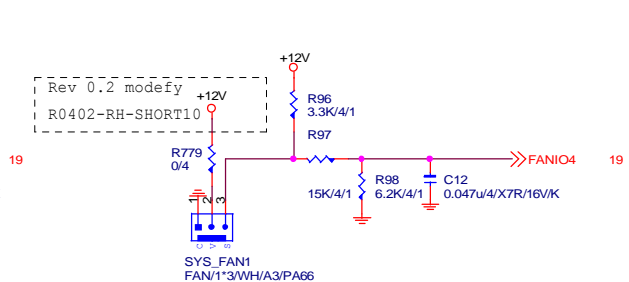 Rev 0.2 modefy
+12V
R0402-RH-SHORT10
+12V
R96
3.3K/4/1
R97
R779
0/4
19
FANIO4
19
15K/4/1
R98
6.2K/4/1
C12
0.047u/4/X7R/16V/K
1
2
3
C
V
S
SYS_FAN1
FAN/1*3/WH/A3/PA66